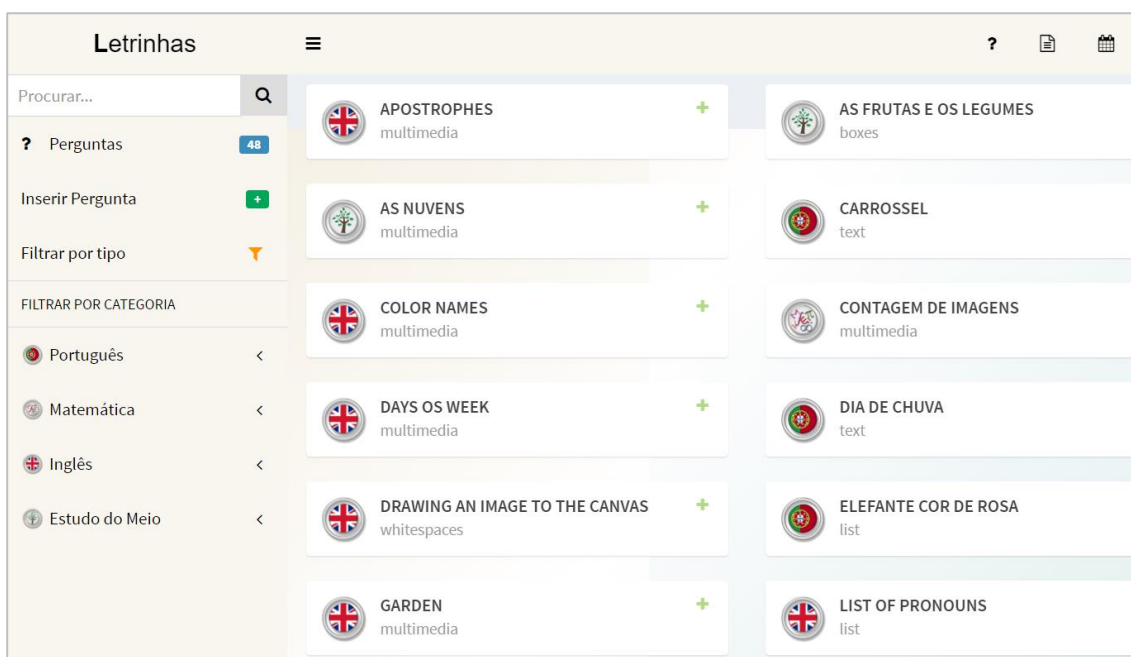 Letrinhas
?
Procurar...
? Perguntas 48
Inserir Pergunta +
Filtrar por tipo
FILTRAR POR CATEGORIA
Português
Matemática
Inglês
Estudo do Meio
APOSTROPHES
multimedia
AS FRUTAS E OS LEGUMES
boxes
AS NUVENS
multimedia
CARROSSEL
text
COLOR NAMES
multimedia
CONTAGEM DE IMAGENS
multimedia
DAYS OS WEEK
multimedia
DIA DE CHUVA
text
DRAWING AN IMAGE TO THE CANVAS
whitespaces
ELEFANTE COR DE ROSA
list
GARDEN
multimedia
LIST OF PRONOUNS
list